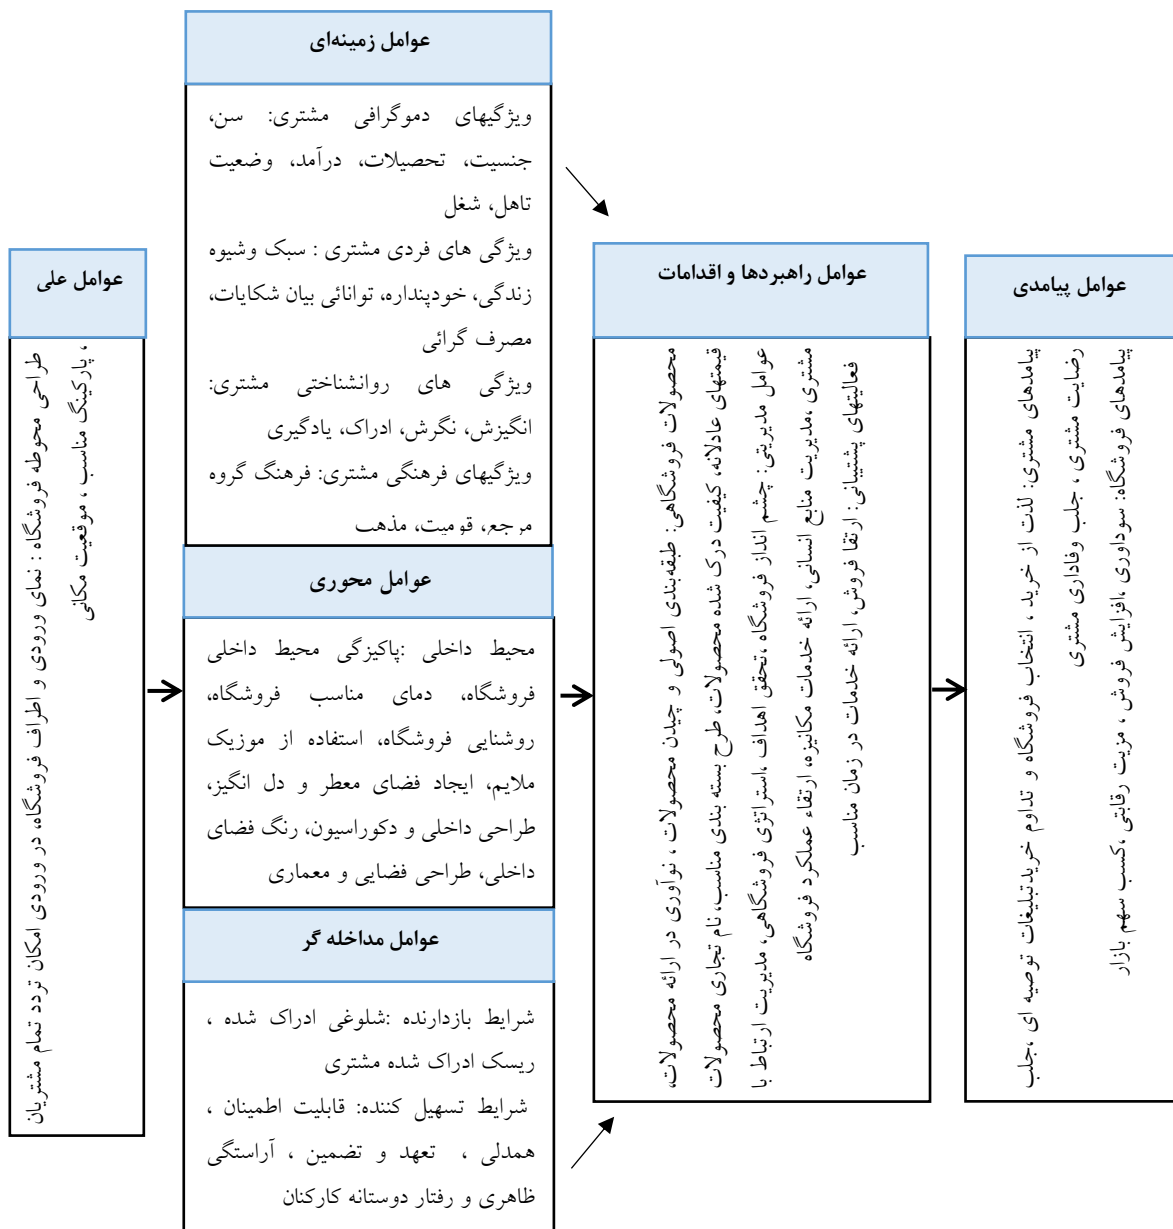 عوامل زمینه‌ای
ویژگیهای دموگرافی مشتری: سن،
جنسیت، تحصیلات، درآمد، وضعیت
تاهل، شغل
ویژگی های فردی مشتری : سبک وشیوه
زندگی، خودپنداره، توانائی بیان شکایات،
مصرف گرائی
ویژگی های روانشناختی مشتری:
انگیزش، نگرش، ادراک، یادگیری
ویژگیهای فرهنگی مشتری: فرهنگ گروه
مرجع، قومیت، مذهب
عوامل علی
طراحی محوطه فروشگاه : نمای ورودی و اطراف فروشگاه، در ورودی امکان تردد تمام مشتریان
، پارکینگ مناسب ، موقعیت مکانی
عوامل محوری
محیط داخلی :پاکیزگی محیط داخلی
فروشگاه، دمای مناسب فروشگاه،
روشنایی فروشگاه، استفاده از موزیک
ملایم، ایجاد فضای معطر و دل انگیز،
طراحی داخلی و دکوراسیون، رنگ فضای
داخلی، طراحی فضایی و معماری
عوامل مداخله گر
شرایط بازدارنده :شلوغی ادراک شده ،
ریسک ادراک شده مشتری
شرایط تسهیل کننده: قابلیت اطمینان ،
همدلی ، تعهد و تضمین ، آراستگی
ظاهری و رفتار دوستانه کارکنان
عوامل راهبردها و اقدامات
محصولات فروشگاهی: طبقه‌بندی اصولی و چیدن محصولات ، نوآوری در ارائه محصولات،
قیمتهای عادلانه، کیفیت درک شده محصولات، طرح بسته بندی مناسب، نام تجاری محصولات
عوامل مدیریتی: چشم انداز فروشگاه ،تحقق اهداف ،استراتژی فروشگاهی، مدیریت ارتباط با
مشتری ،مدیریت منابع انسانی، ارائه خدمات مکانیزه، ارتقاء عملکرد فروشگاه
فعالیتهای پشتیبانی: ارتقا فروش، ارائه خدمات در زمان مناسب
عوامل پیامدی
پیامدهای مشتری: لذت از خرید ، انتخاب فروشگاه و تداوم خریدتبلیغات توصیه ای ،جلب
رضایت مشتری ، جلب وفاداری مشتری
پیامدهای فروشگاه: سوداوری ،افزایش فروش ، مزیت رقابتی ،کسب سهم بازار